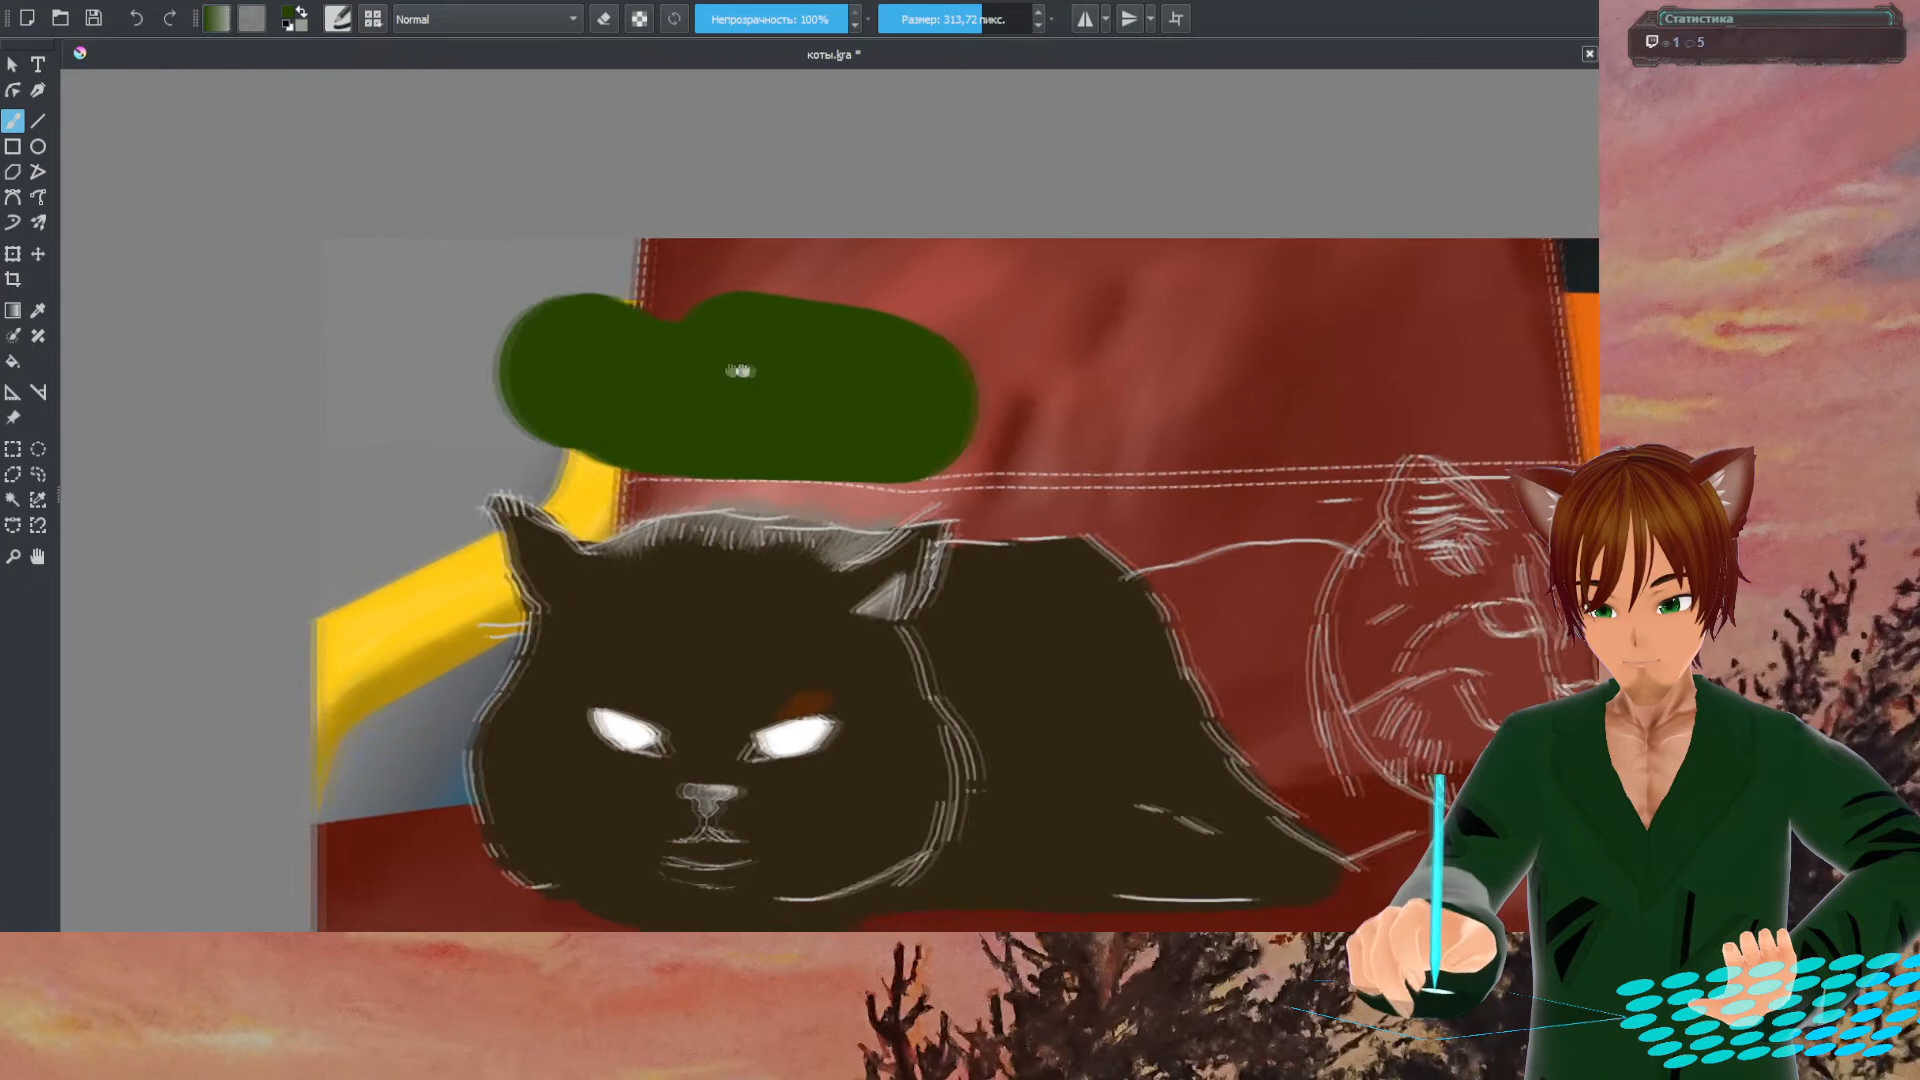 Normal
Непрозрачность: 100%
Размер: 313,72 пикс.
коты.kra *
Статистика
1 5